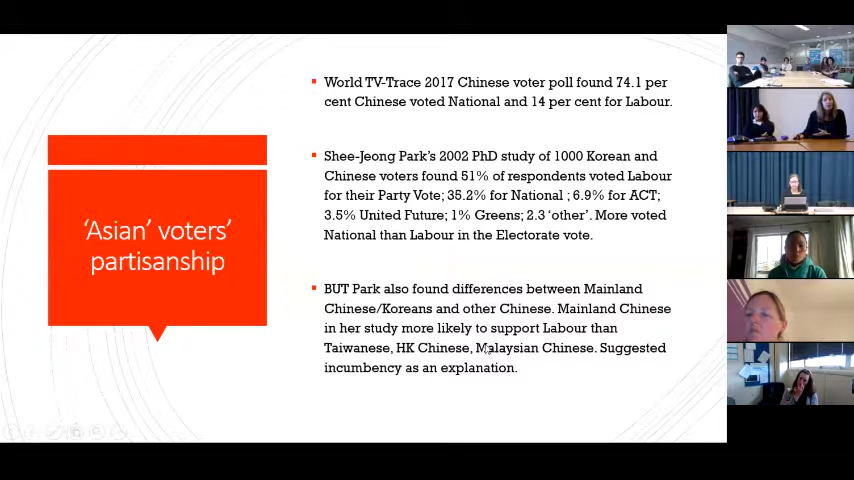 'Asian' voters'
partisanship
World TV-Trace 2017 Chinese voter poll found 74.1 per
cent Chinese voted National and 14 per cent for Labour.
Shee-Jeong Park's 2002 PhD study of 1000 Korean and
Chinese voters found 51% of respondents voted Labour
for their Party Vote; 35.2% for National ; 6.9% for ACT;
3.5% United Future; 1% Greens; 2.3 'other'. More voted
National than Labour in the Electorate vote.
BUT Park also found differences between Mainland
Chinese/Koreans and other Chinese. Mainland Chinese
in her study more likely to support Labour than
Taiwanese, HK Chinese, Malaysian Chinese. Suggested
incumbency as an explanation.